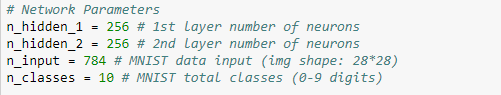 # Network Parameters
n_hidden_1 = 256 # 1st layer number of neurons
n_hidden_2 = 256 # 2nd layer number of neurons
n_input = 784 # MNIST data input (img shape: 28*28)
n_classes = 10 # MNIST total classes (0-9 digits)